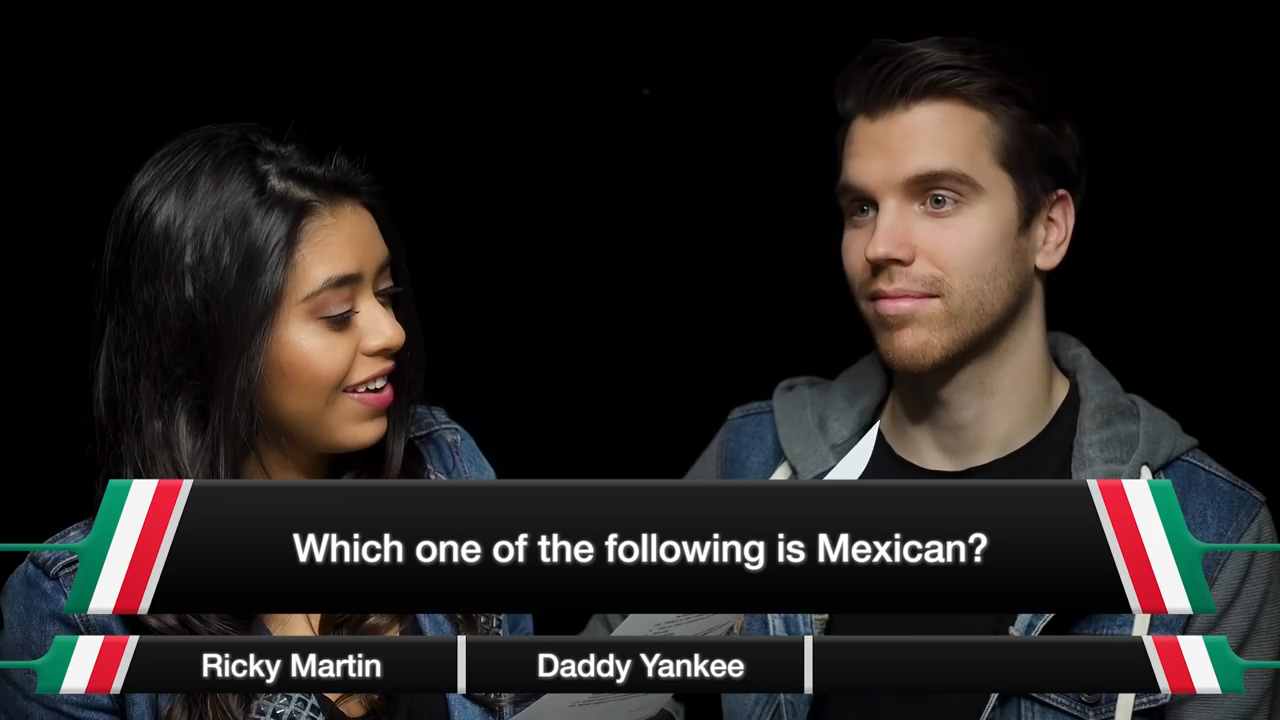 Which one of the following is Mexican?
Ricky Martin
Daddy Yankee